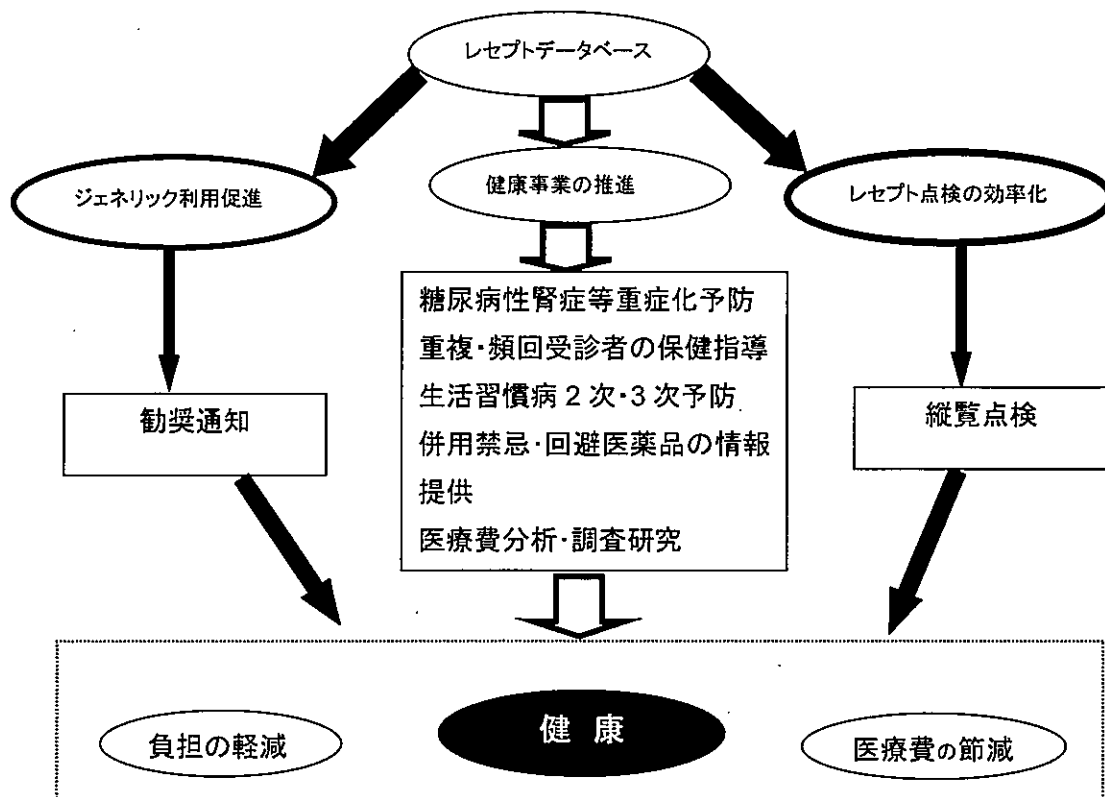 レセプトデータベース
ジェネリック利用促進
健康事業の推進
レセプト点検の効率化
糖尿病性腎症等重症化予防
重複・頻回受診者の保健指導
生活習慣病2次・3次予防
併用禁忌・回避医薬品の情報
提供
医療費分析・調査研究
勧奨通知
縦覧点検
負担の軽減
健 康
医療費の節減